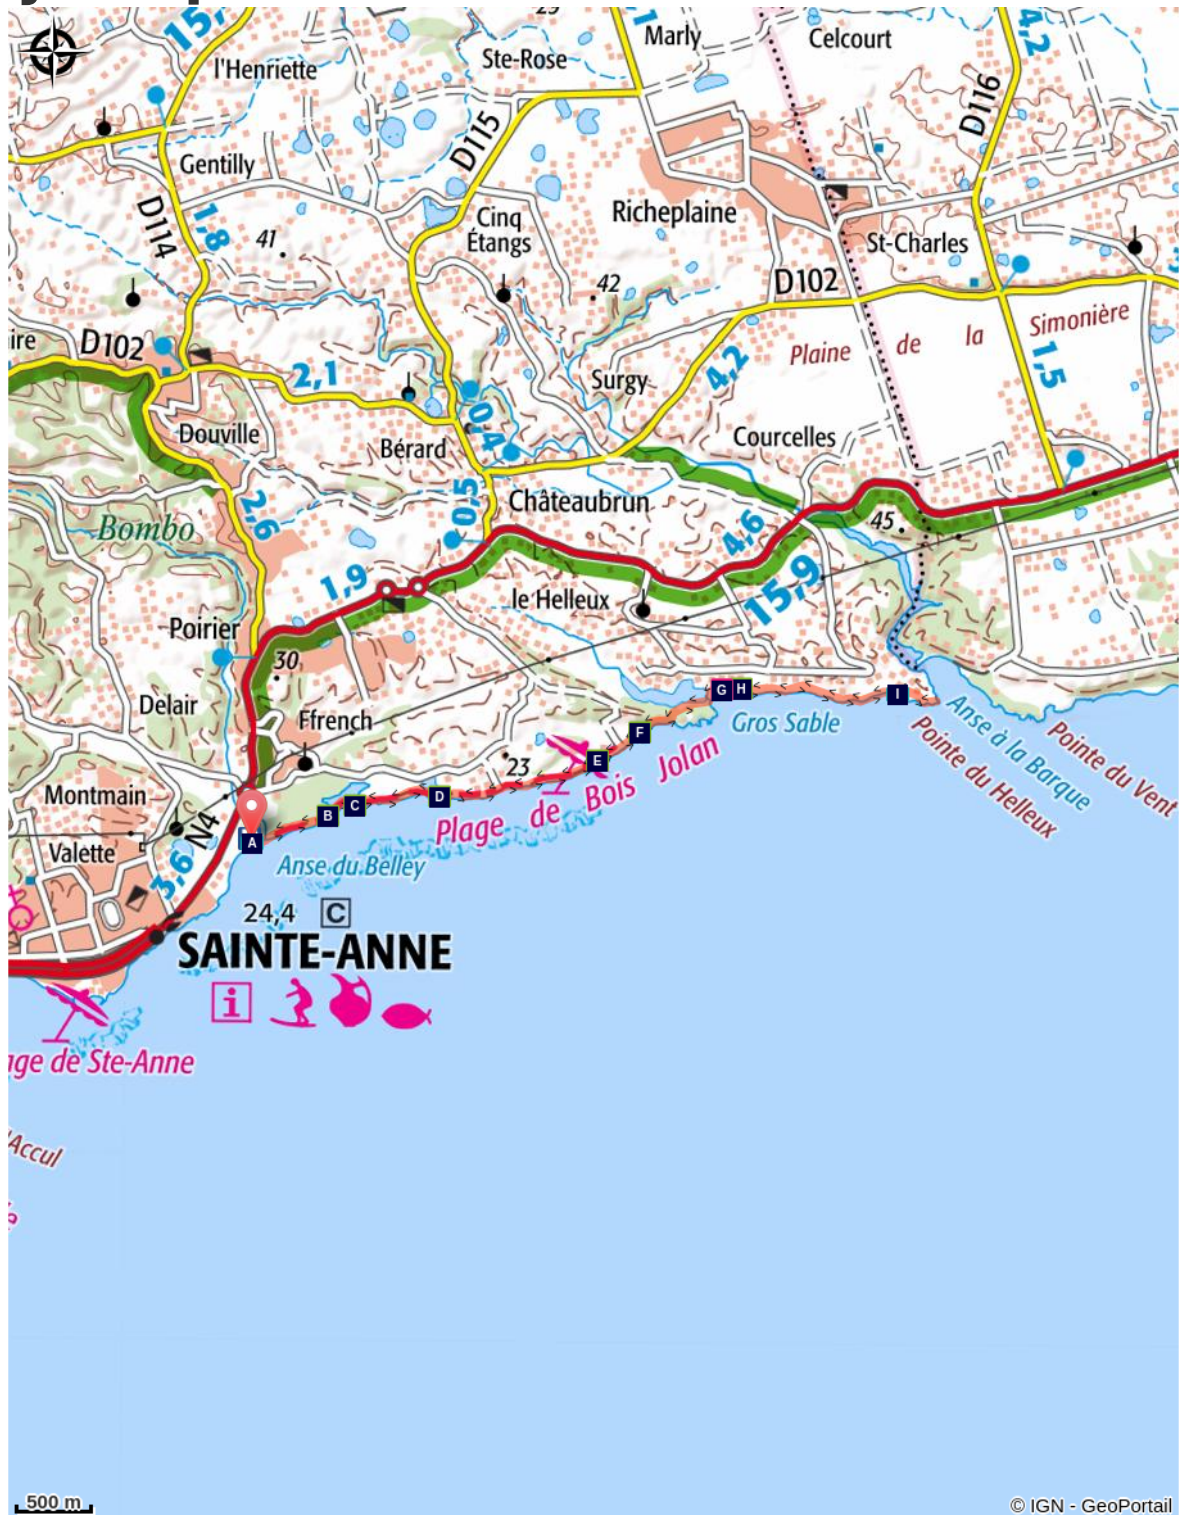 15,
l'Henriette
Ste-Rose
Marly
Celcourt
4,2
D116
D115
Gentilly
D114
1,8
41
Cinq
Étangs
Richeplaine
St-Charles
42
D102
ire
D102
2,1
Plaine de la Simonière
1,5
Surgy
4,2
0,4
Douville
Bérard
Courcelles
2,6
0,5
Châteaubrun
Bombo
45
4,6
15,9
1,9
le Helleux
Poirier
30
Delair
Ffrench
G
H
I
Gros Sable
F
E
23
Plage de Bois Jolan
Anse à la Barque
Pointe du Vent
Pointe du Helleux
Montmain
N4
D
C
B
A
Valette
3,6
Anse du Belley
24,4
C
SAINTE-ANNE
i
age de Ste-Anne
'Accul
500 m
© IGN - GeoPortail